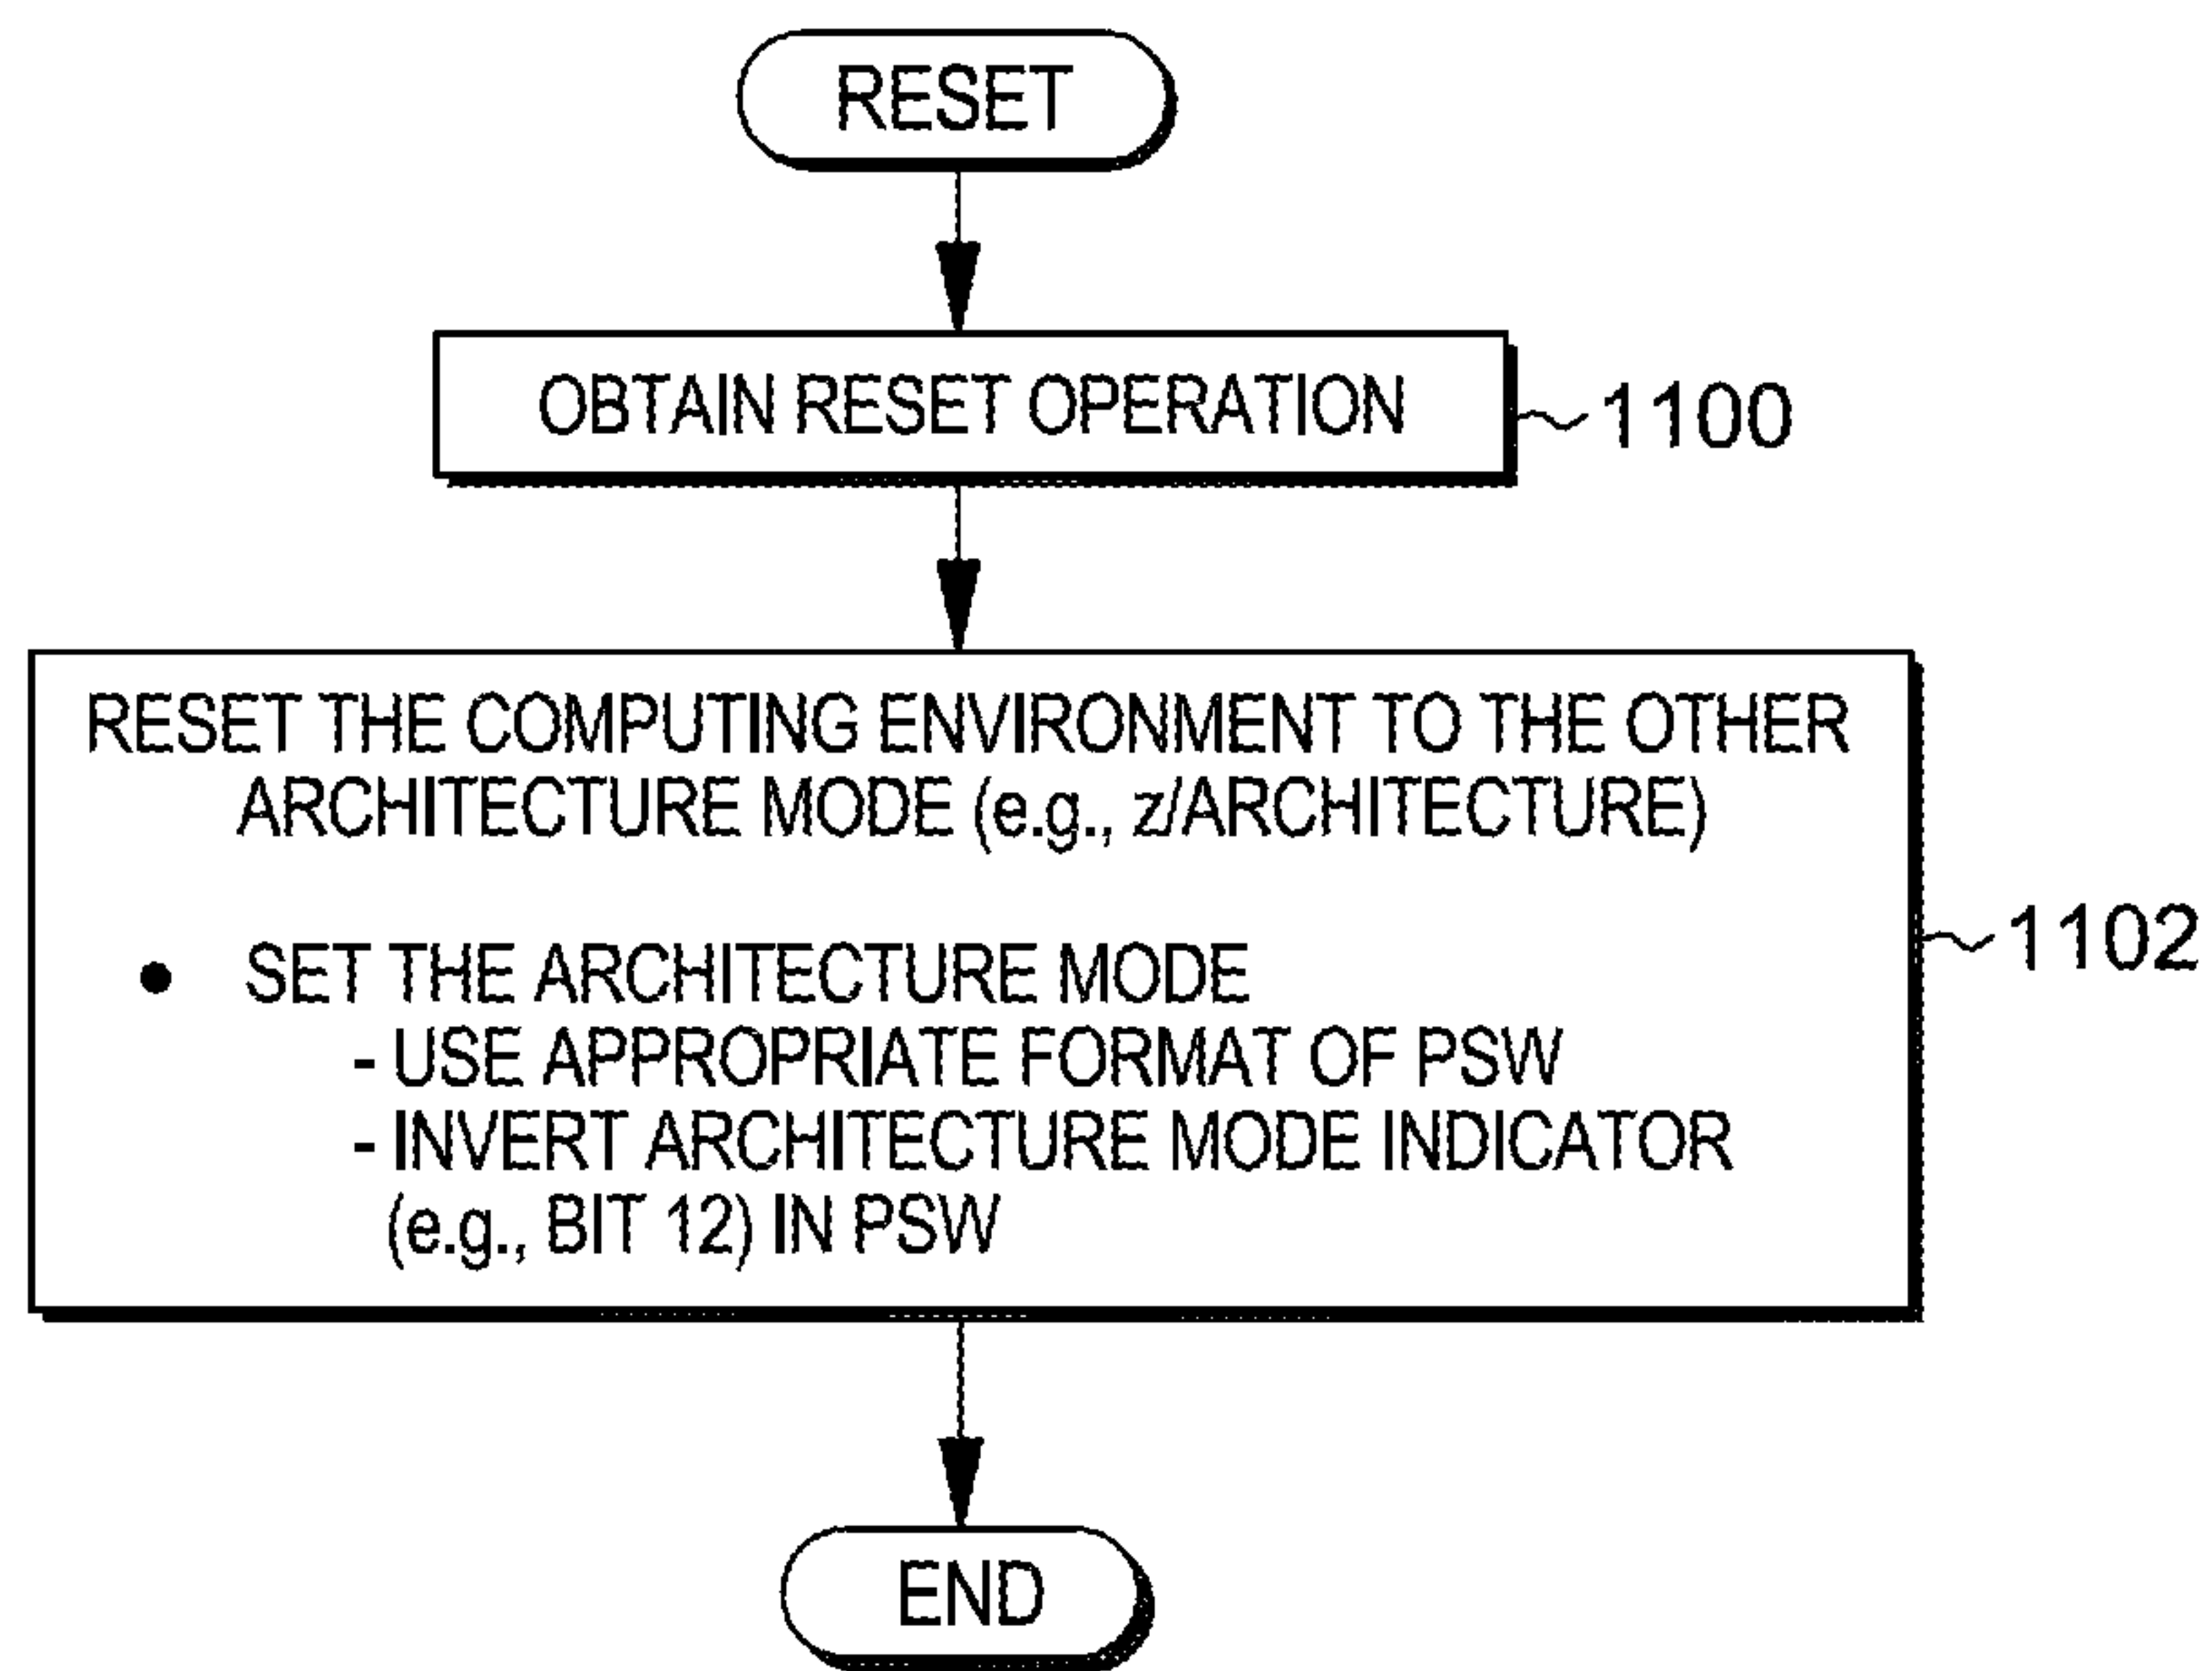 RESET
OBTAIN RESET OPERATION
1100
RESET THE COMPUTING ENVIRONMENT TO THE OTHER
ARCHITECTURE MODE (e.g., z/ARCHITECTURE)
● SET THE ARCHITECTURE MODE
- USE APPROPRIATE FORMAT OF PSW
- INVERT ARCHITECTURE MODE INDICATOR
(e.g., BIT 12) IN PSW
1102
END